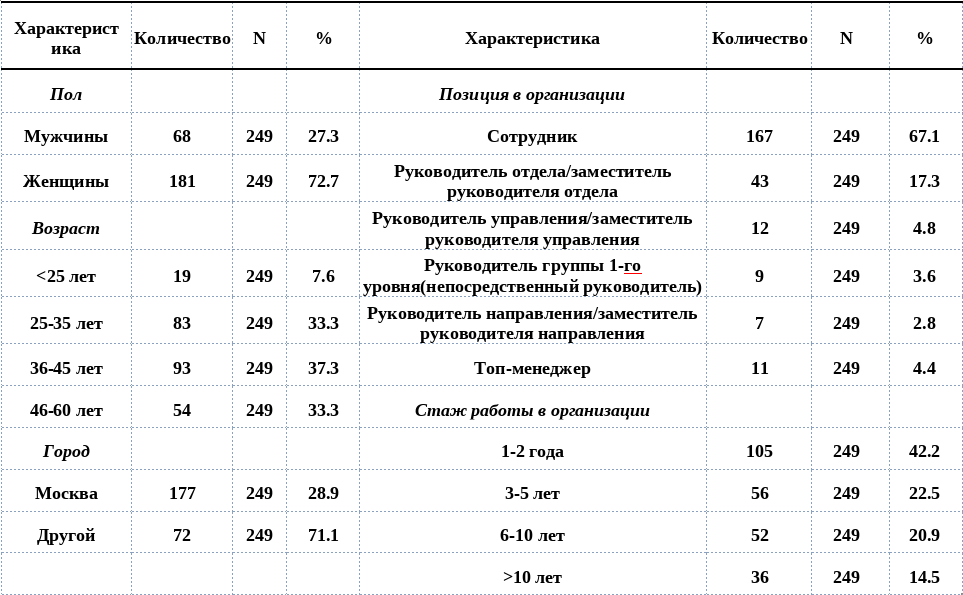 Характерист
ика Количество N % Характеристика Количество N %
Пол Позиция в организации
Мужчины 68 249 27.3 Сотрудник 167 249 67.1
Женщины 181 249 72.7 Руководитель отдела/заместитель
руководителя отдела 43 249 17.3
Возраст Руководитель управления/заместитель
руководителя управления 12 249 4.8
<25 лет 19 249 7.6 Руководитель группы 1-го
уровня(непосредственный руководитель) 9 249 3.6
25-35 лет 83 249 33.3 Руководитель направления/заместитель
руководителя направления 7 249 2.8
36-45 лет 93 249 37.3 Топ-менеджер 11 249 4.4
46-60 лет 54 249 33.3 Стаж работы в организации
Город 1-2 года 105 249 42.2
Москва 177 249 28.9 3-5 лет 56 249 22.5
Другой 72 249 71.1 6-10 лет 52 249 20.9
>10 лет 36 249 14.5